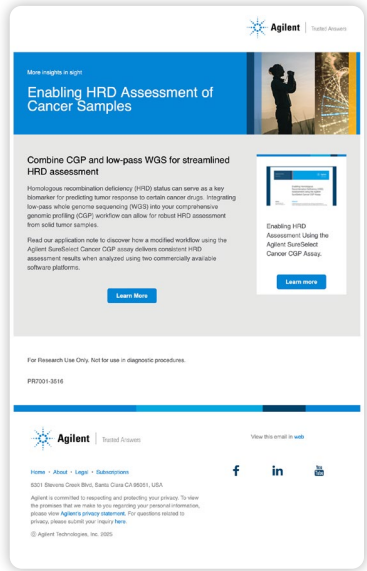 Agilent | Trusted Answers
More insights in sight
Enabling HRD Assessment of
Cancer Samples
Combine CGP and low-pass WGS for streamlined
HRD assessment
Homologous recombination deficiency (HRD) status can serve as a key
biomarker for predicting tumor response to certain cancer drugs. Integrating
low-pass whole genome sequencing (WGS) into your comprehensive
genomic profiling (CGP) workflow can allow for robust HRD assessment
from solid tumor samples.
Read our application note to discover how a modified workflow using the
Agilent SureSelect Cancer CGP assay delivers consistent HRD
assessment results when analyzed using two commercially available
software platforms.
Learn More
Enabling HRD
Assessment Using the
Agilent SureSelect
Cancer CGP Assay.
Learn more
For Research Use Only. Not for use in diagnostic procedures.
PR7001-3816
Agilent | Trusted Answers
View this email in web
Home • About • Legal • Subscriptions
5301 Stevens Creek Blvd, Santa Clara CA 95051, USA
Agilent is committed to respecting and protecting your privacy. To view
the promises that we make to you regarding your personal information,
please view Agilent's privacy statement. For questions related to
privacy, please submit your inquiry here.
© Agilent Technologies, Inc. 2025
f
in
You
Tube